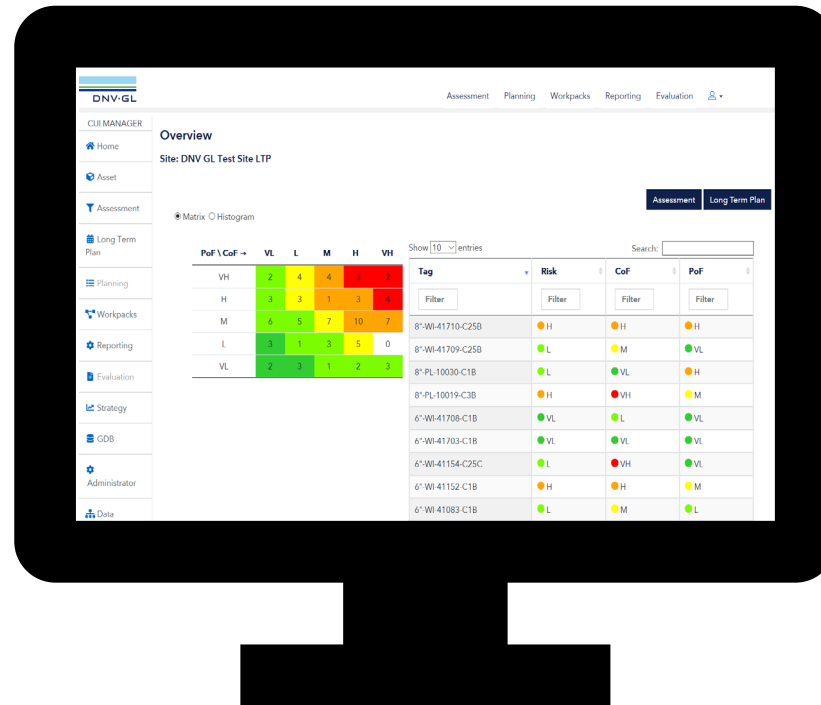 DNV·GL
Assessment Planning Workpacks Reporting Evaluation
CUI MANAGER
Home
Asset
Assessment
Long Term
Plan
Planning
Workpacks
Reporting
Evaluation
Strategy
GDB
Administrator
Data
Overview
Site: DNV GL Test Site LTP
Assessment Long Term Plan
Matrix Histogram
PoF \ CoF → VL L M H VH
VH 2 4 4 3 2
H 3 3 1 3 4
M 6 5 7 10 7
L 3 1 3 5 0
VL 2 3 1 2 3
Show 10 entries Search:
Tag Risk CoF PoF
Filter Filter Filter Filter
8"-WI-41710-C25B H H H
8"-WI-41709-C25B L M VL
8"-PL-10030-C1B L VL H
8"-PL-10019-C3B H VH M
6"-WI-41708-C1B VL L VL
6"-WI-41703-C1B VL VL VL
6"-WI-41154-C25C L VH VL
6"-WI-41152-C1B H H M
6"-WI-41083-C1B L M L